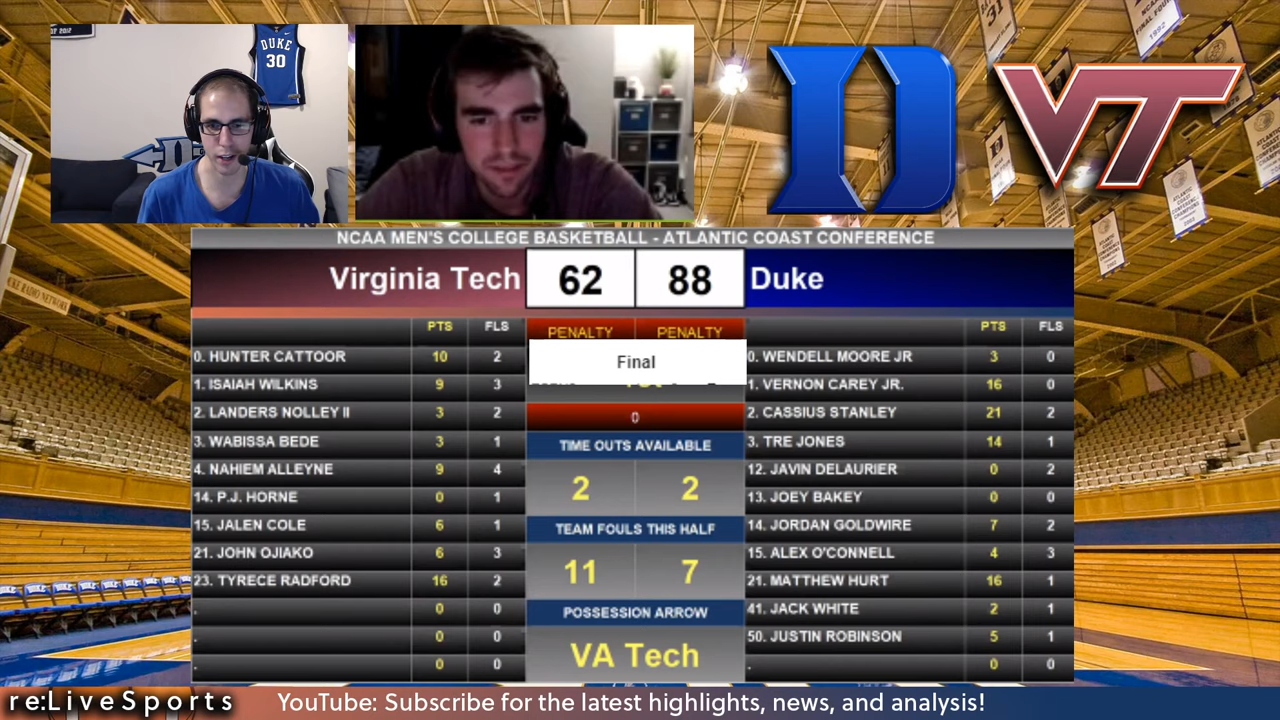 DUKE
30
D
VT
NCAA MEN'S COLLEGE BASKETBALL - ATLANTIC COAST CONFERENCE
Virginia Tech 62 88 Duke
PTS FLS PENALTY PENALTY PTS FLS
Final
0. HUNTER CATTOOR 10 2 0. WENDELL MOORE JR 3 0
1. ISAIAH WILKINS 9 3 1. VERNON CAREY JR. 16 0
2. LANDERS NOLLEY II 3 2 0 2. CASSIUS STANLEY 21 2
3. WABISSA BEDE 3 1 TIME OUTS AVAILABLE 3. TRE JONES 14 1
4. NAHIEM ALLEYNE 9 4 2 2 12. JAVIN DELAURIER 0 2
14. P.J. HORNE 0 1 13. JOEY BAKEY 0 0
15. JALEN COLE 6 1 TEAM FOULS THIS HALF 14. JORDAN GOLDWIRE 7 2
21. JOHN OJIAKO 6 3 11 7 15. ALEX O'CONNELL 4 3
23. TYRECE RADFORD 16 2 21. MATTHEW HURT 16 1
. 0 0 POSSESSION ARROW 41. JACK WHITE 2 1
. 0 0 VA Tech 50. JUSTIN ROBINSON 5 1
. 0 0 . 0 0
re:LiveSports YouTube: Subscribe for the latest highlights, news, and analysis!